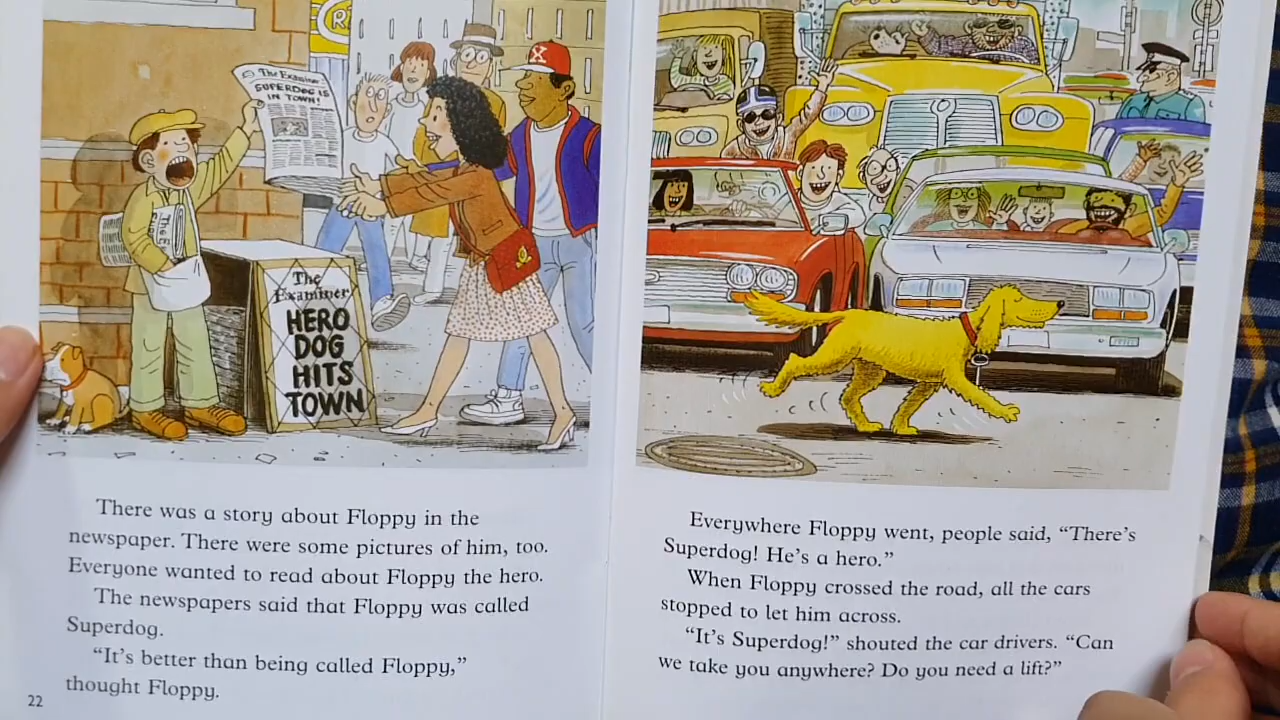 The Examiner
SUPERDOG IS
IN TOWN!
The
Examiner
HERO
DOG
HITS
TOWN
X
There was a story about Floppy in the
newspaper. There were some pictures of him, too.
Everyone wanted to read about Floppy the hero.
The newspapers said that Floppy was called
Superdog.
“It’s better than being called Floppy,”
thought Floppy.
22
Everywhere Floppy went, people said, “There’s
Superdog! He’s a hero.”
When Floppy crossed the road, all the cars
stopped to let him across.
“It’s Superdog!” shouted the car drivers. “Can
we take you anywhere? Do you need a lift?”